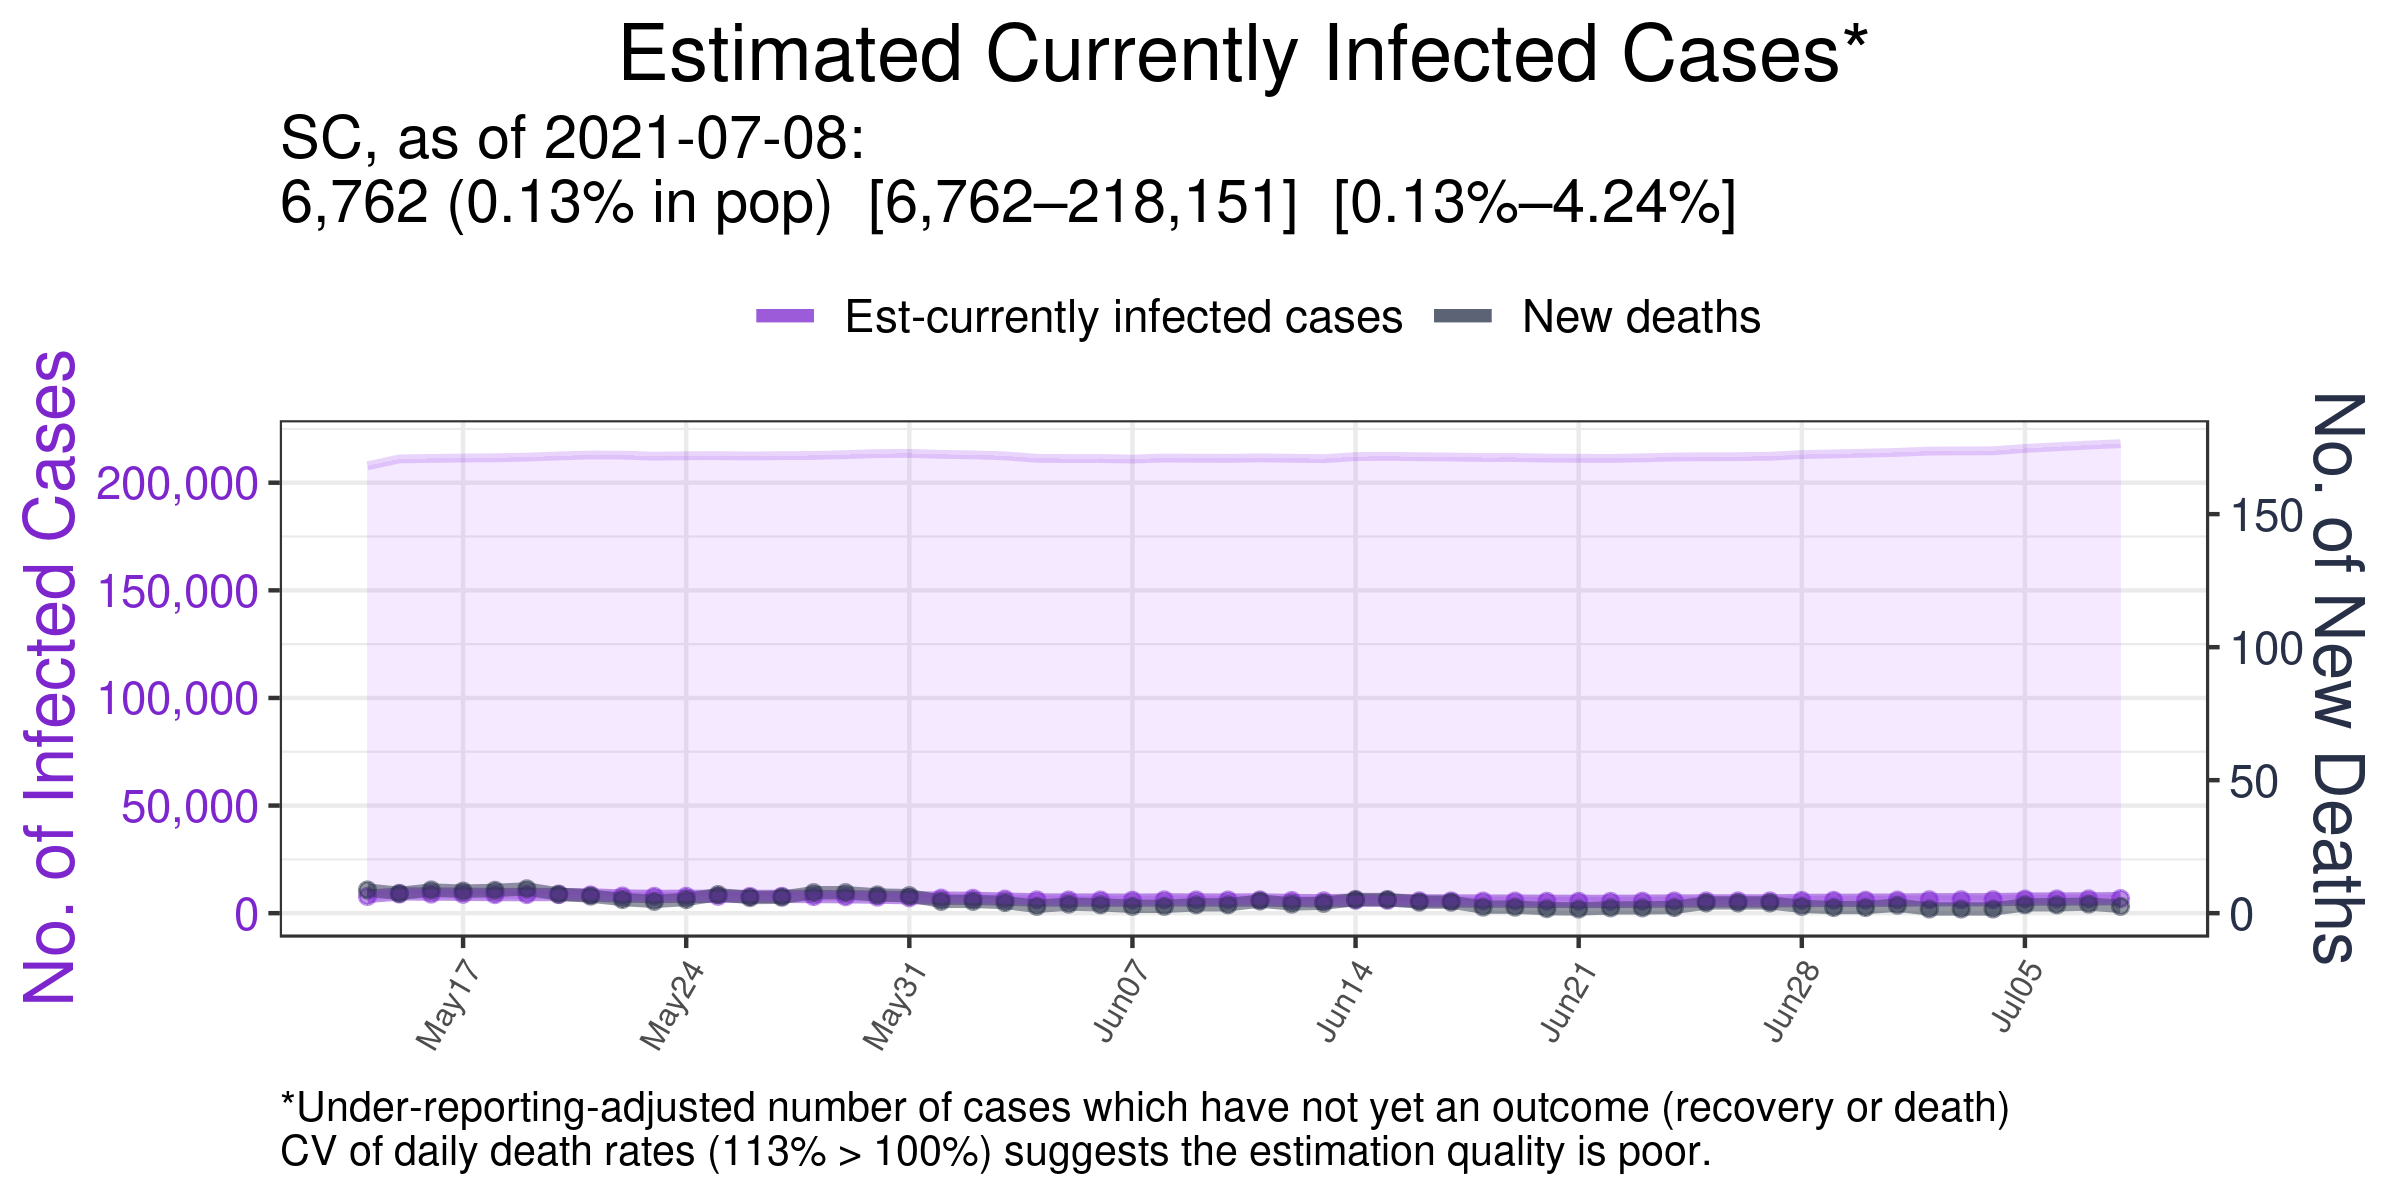 Estimated Currently Infected Cases*
SC, as of 2021-07-08:
6,762 (0.13% in pop)  [6,762–218,151]  [0.13%–4.24%]
Est-currently infected cases
New deaths
No. of Infected Cases
200,000
150,000
100,000
50,000
0
No. of New Deaths
150
100
50
0
May17
May24
May31
Jun07
Jun14
Jun21
Jun28
Jul05
*Under-reporting-adjusted number of cases which have not yet an outcome (recovery or death)
CV of daily death rates (113% > 100%) suggests the estimation quality is poor.